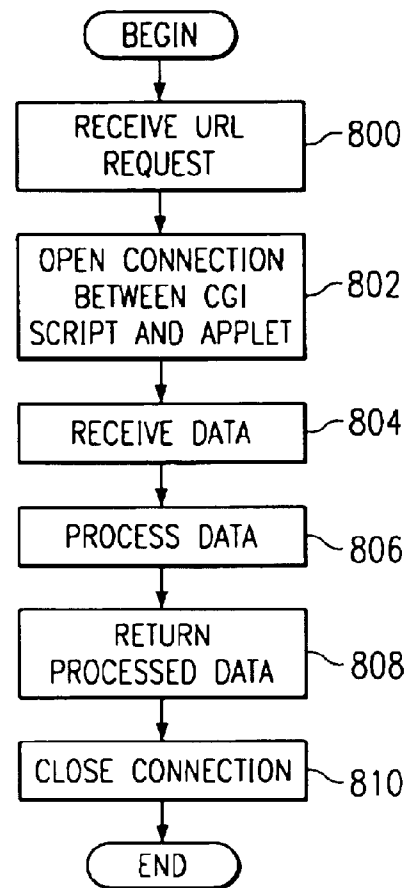 BEGIN
RECEIVE URL
REQUEST
800
OPEN CONNECTION
BETWEEN CGI
SCRIPT AND APPLET
802
RECEIVE DATA
804
PROCESS DATA
806
RETURN
PROCESSED DATA
808
CLOSE CONNECTION
810
END